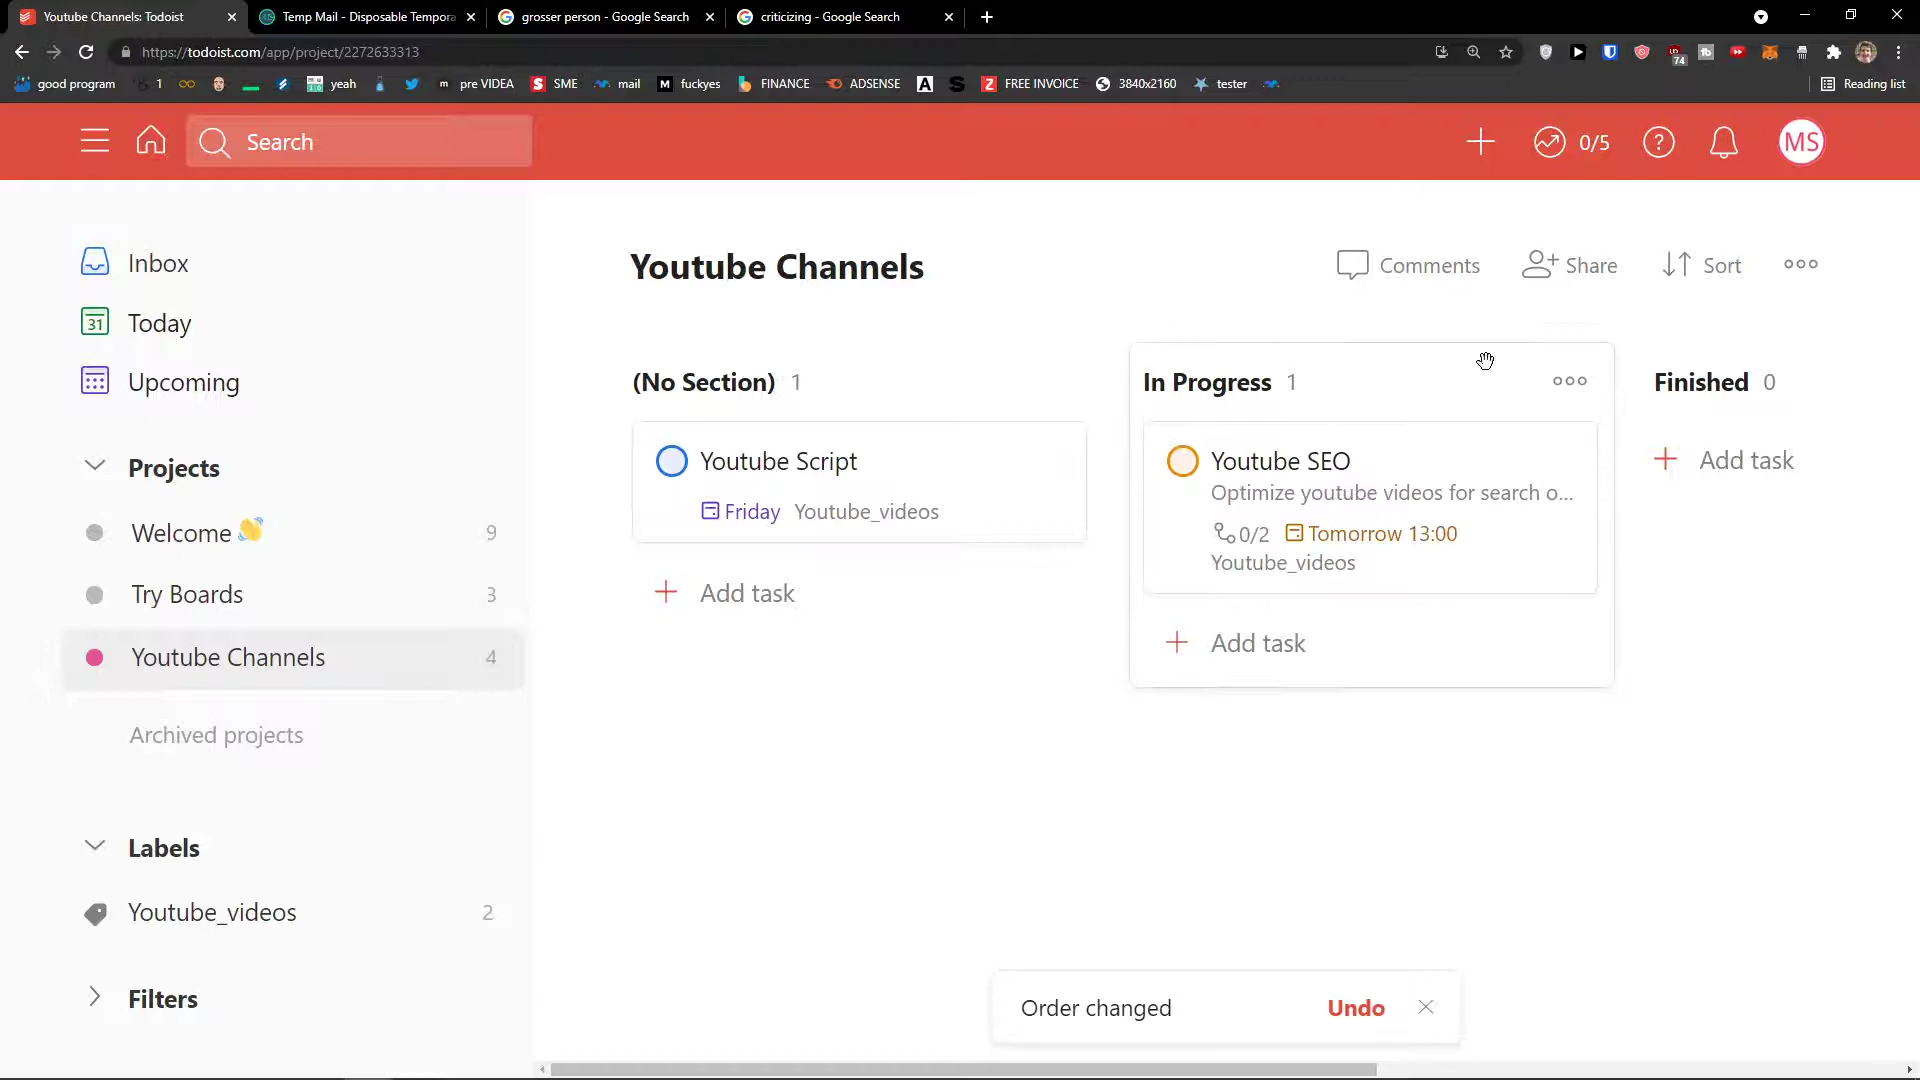 Youtube Channels: Todoist
Temp Mail - Disposable Tempora
grosser person - Google Search
criticizing - Google Search
https://todoist.com/app/project/2272633313
74
good program
1
yeah
pre VIDEA
SME
mail
fuckyes
FINANCE
ADSENSE
FREE INVOICE
3840x2160
tester
Reading list
Search
0/5
MS
Inbox
31
Today
Upcoming
Projects
Welcome 👋 9
Try Boards 3
Youtube Channels 4
Archived projects
Labels
Youtube_videos 2
Filters
Youtube Channels
Comments
Share
Sort
(No Section) 1
Youtube Script
Friday Youtube_videos
Add task
In Progress 1
Youtube SEO
Optimize youtube videos for search o...
0/2 Tomorrow 13:00
Youtube_videos
Add task
Finished 0
Add task
Order changed Undo